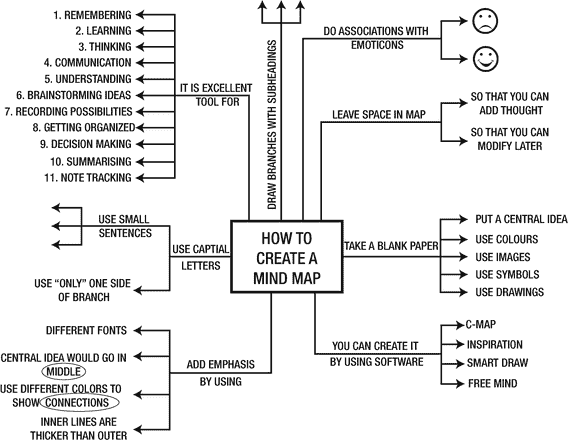 1. REMEMBERING
2. LEARNING
3. THINKING
4. COMMUNICATION
5. UNDERSTANDING
6. BRAINSTORMING IDEAS
7. RECORDING POSSIBILITIES
8. GETTING ORGANIZED
9. DECISION MAKING
10. SUMMARISING
11. NOTE TRACKING
IT IS EXCELLENT
TOOL FOR
DRAW BRANCHES WITH SUBHEADINGS
DO ASSOCIATIONS WITH
EMOTICONS
LEAVE SPACE IN MAP
SO THAT YOU CAN
ADD THOUGHT
SO THAT YOU CAN
MODIFY LATER
USE SMALL
SENTENCES
USE CAPTIAL
LETTERS
USE “ONLY” ONE SIDE
OF BRANCH
HOW TO
CREATE A
MIND MAP
TAKE A BLANK PAPER
PUT A CENTRAL IDEA
USE COLOURS
USE IMAGES
USE SYMBOLS
USE DRAWINGS
DIFFERENT FONTS
CENTRAL IDEA WOULD GO IN
MIDDLE
USE DIFFERENT COLORS TO
SHOW CONNECTIONS
INNER LINES ARE
THICKER THAN OUTER
ADD EMPHASIS
BY USING
YOU CAN CREATE IT
BY USING SOFTWARE
C-MAP
INSPIRATION
SMART DRAW
FREE MIND